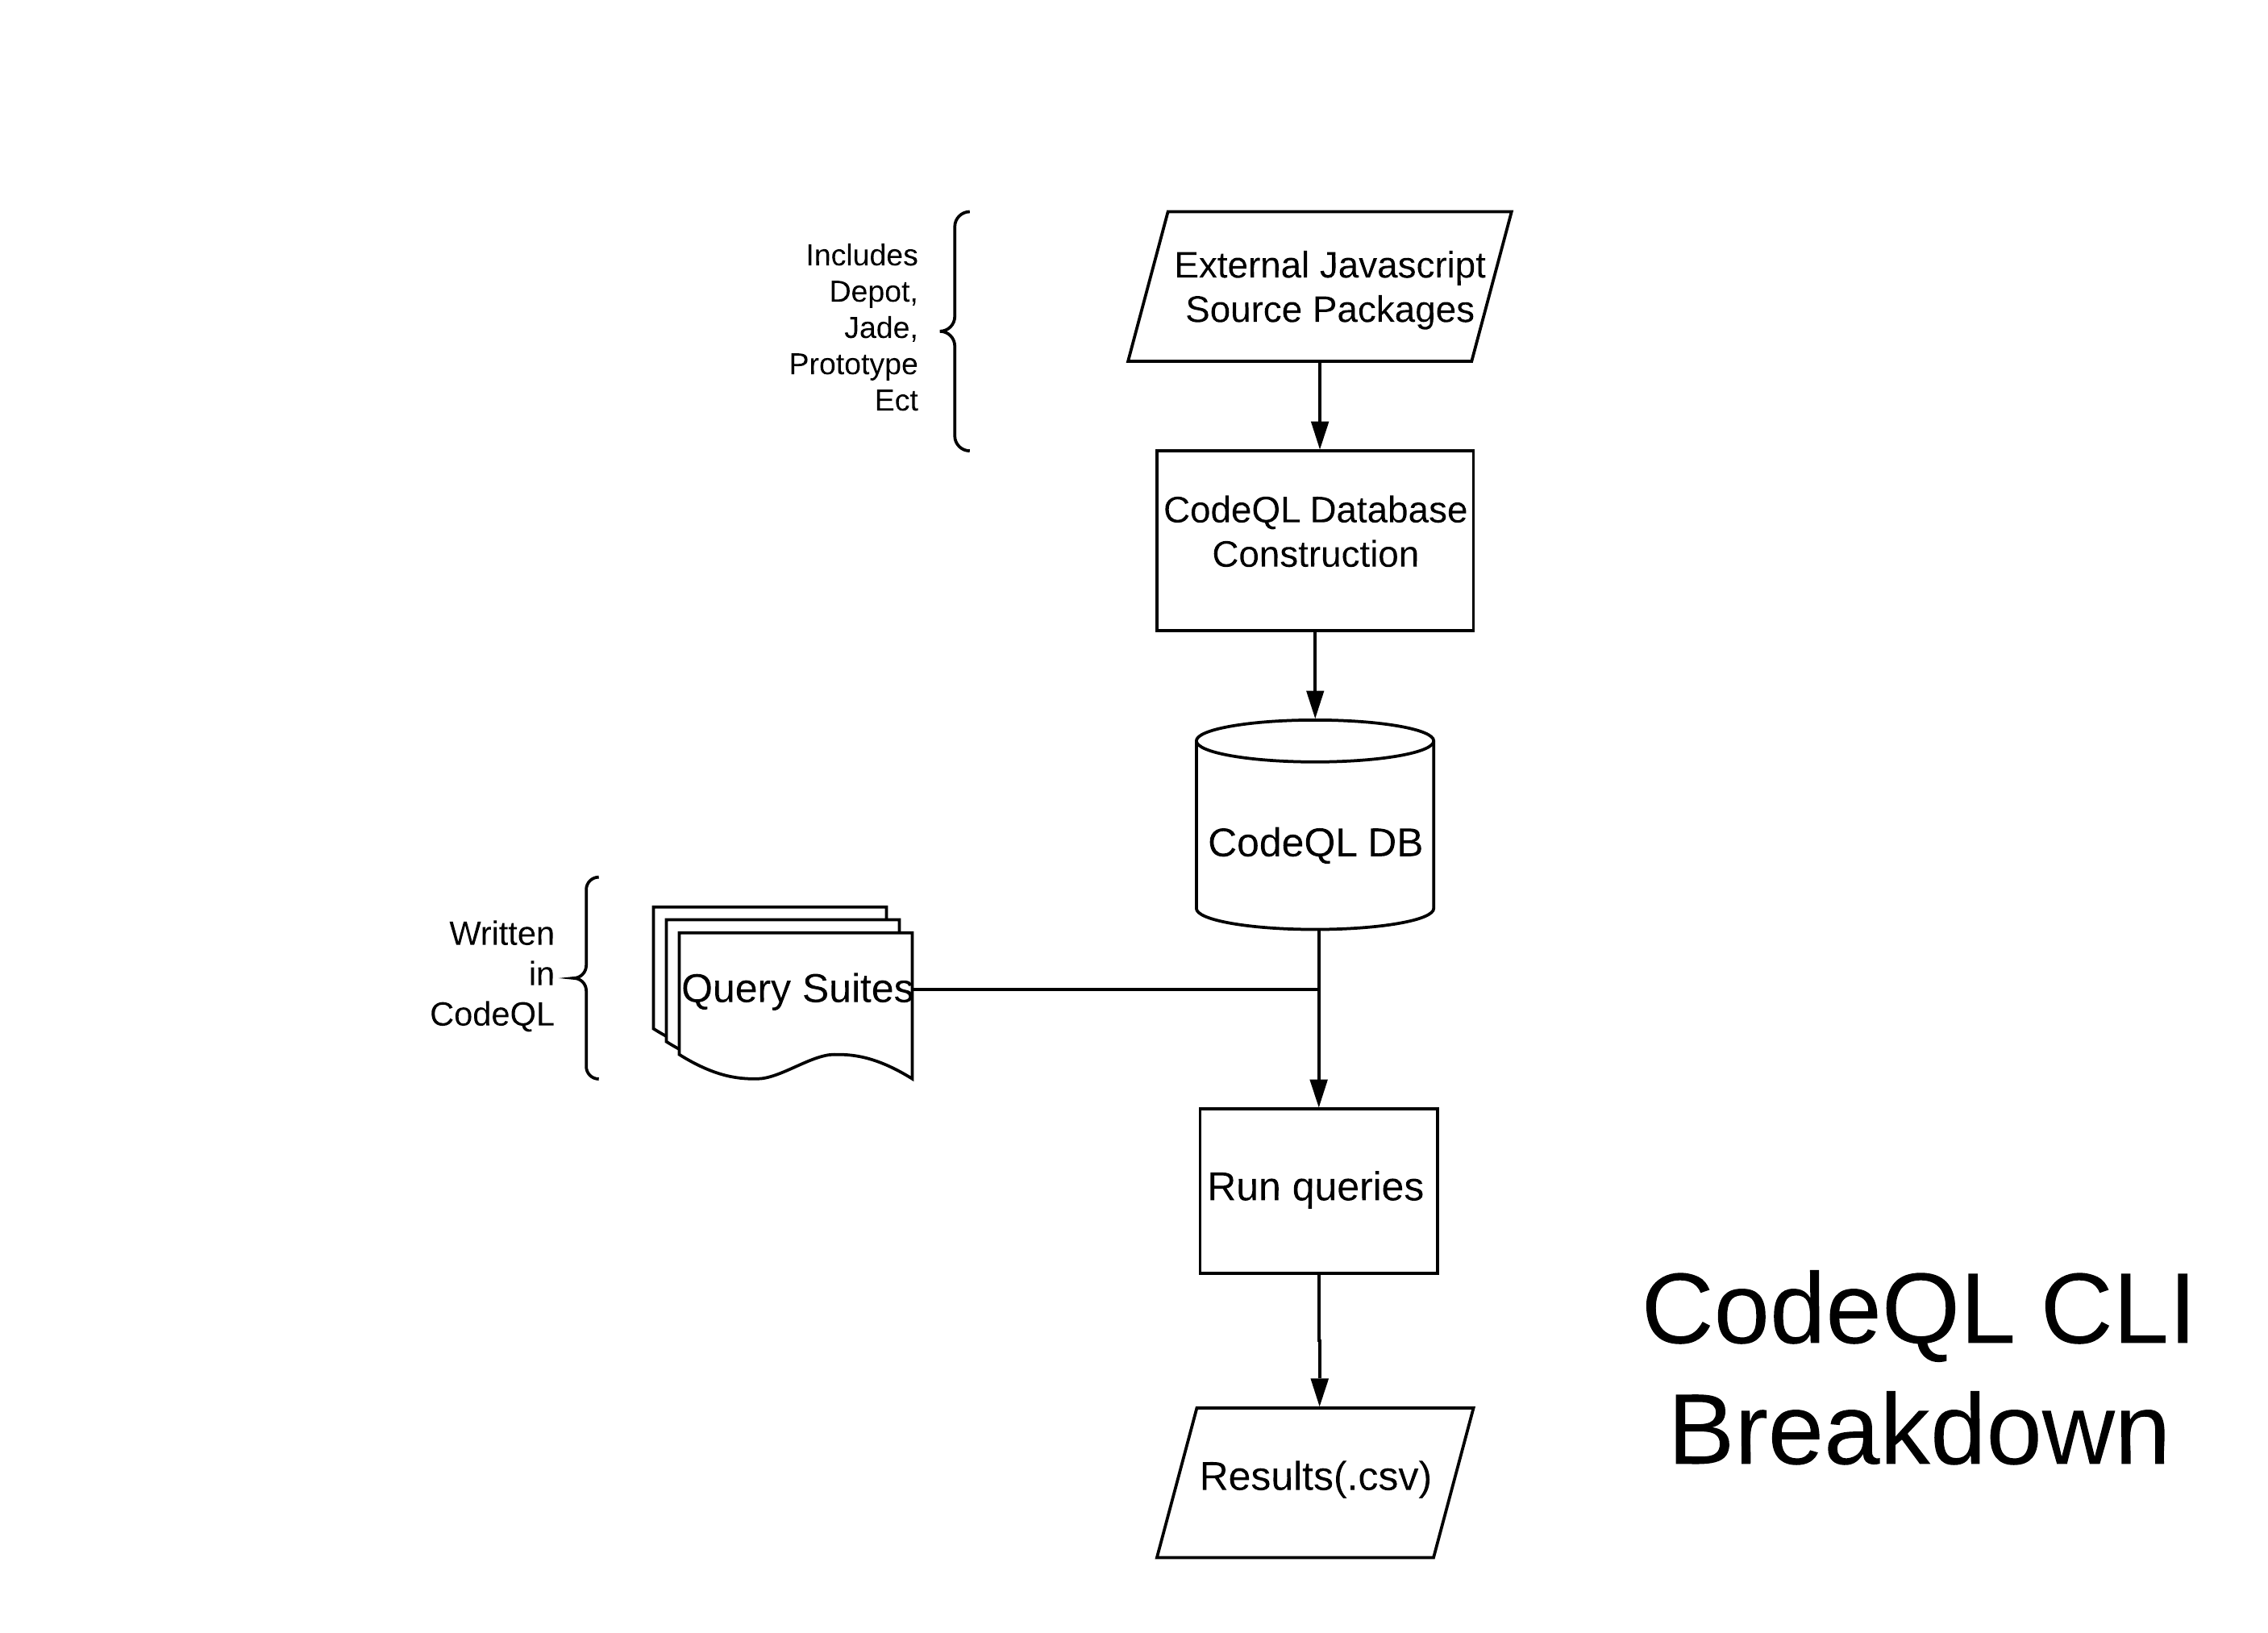 Includes
Depot,
Jade,
Prototype
Ect
External Javascript
Source Packages
CodeQL Database
Construction
CodeQL DB
Written
in
CodeQL
Query Suites
Run queries
Results(.csv)
CodeQL CLI
Breakdown